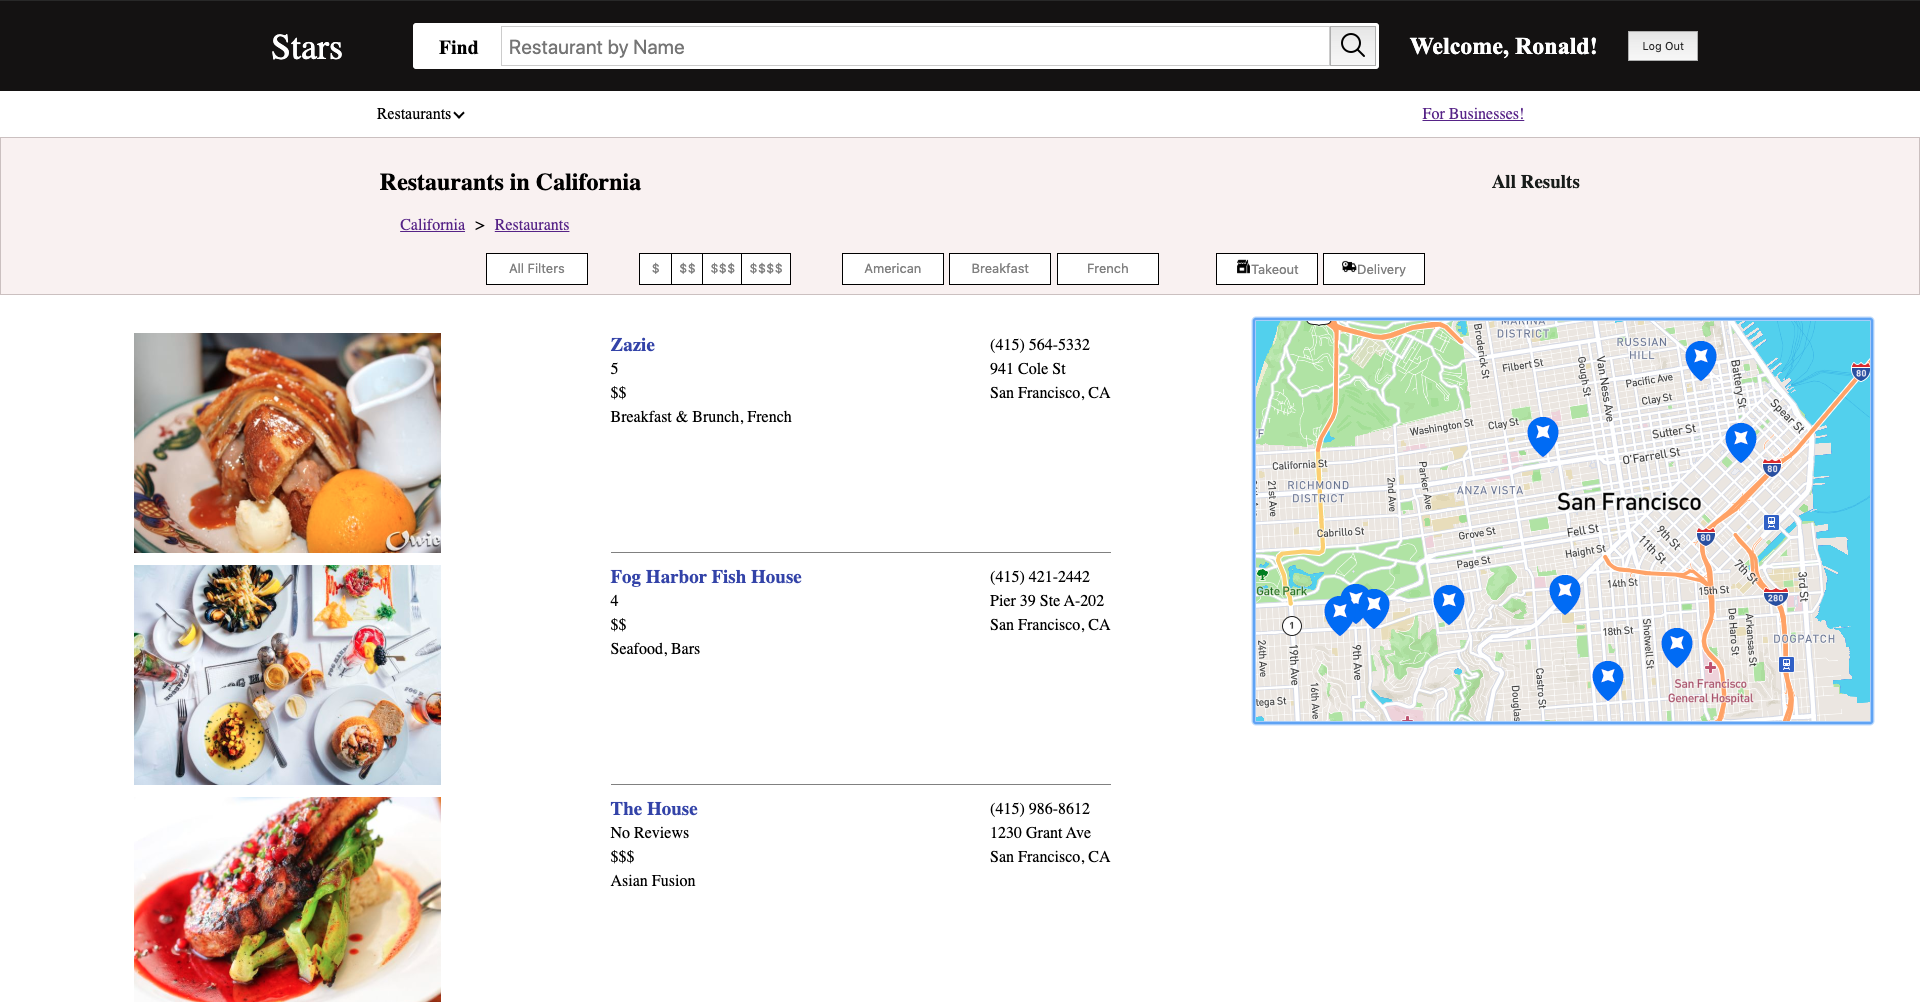 Stars
Find
Restaurant by Name
Welcome, Ronald!
Log Out
Restaurants
For Businesses!
Restaurants in California
All Results
California > Restaurants
All Filters
$
$$
$$$
$$$$
American
Breakfast
French
Takeout
Delivery
Zazie
5
$$
Breakfast & Brunch, French
(415) 564-5332
941 Cole St
San Francisco, CA
Fog Harbor Fish House
4
$$
Seafood, Bars
(415) 421-2442
Pier 39 Ste A-202
San Francisco, CA
The House
No Reviews
$$$
Asian Fusion
(415) 986-8612
1230 Grant Ave
San Francisco, CA
MARINA
DISTRICT
RUSSIAN
HILL
Broderick St
Filbert St
Gough St
Van Ness Ave
Pacific Ave
Battery St
Clay St
Spear St
80
Washington St
Clay St
Sutter St
O'Farrell St
California St
RICHMOND
DISTRICT
21st Ave
2nd Ave
Parker Ave
ANZA VISTA
San Francisco
80
Cabrillo St
Grove St
Fell St
Page St
Haight St
9th St
11th St
80
7th St
3rd St
Gate Park
14th St
15th St
280
1
18th St
Shotwell St
De Haro St
Arkansas St
DOGPATCH
24th Ave
19th Ave
16th Ave
9th Ave
Castro St
Douglas
San Francisco
General Hospital
tega St